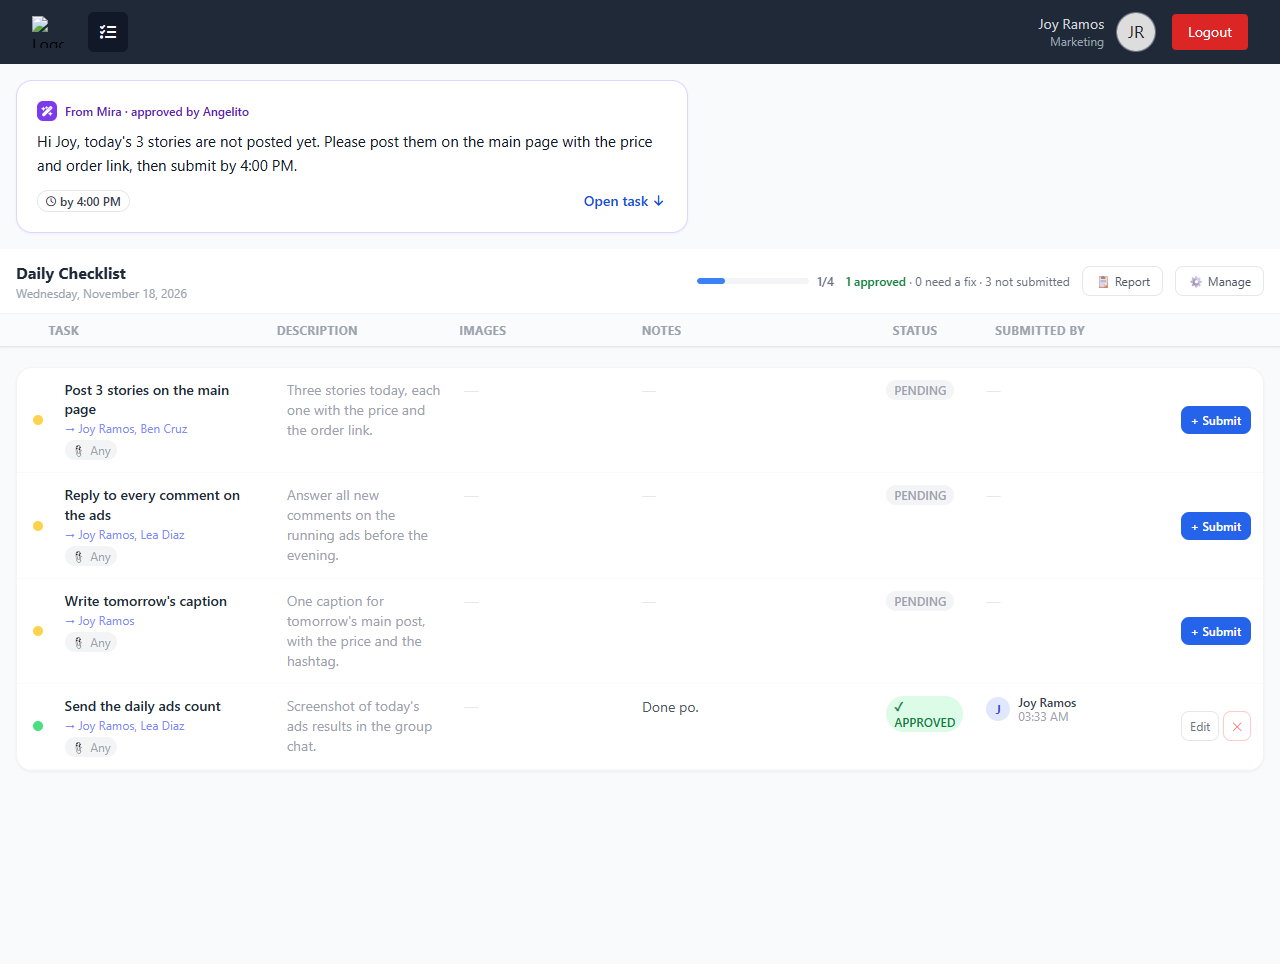 Logo
Joy Ramos
Marketing
JR
Logout
From Mira · approved by Angelito
Hi Joy, today's 3 stories are not posted yet. Please post them on the main page with the price
and order link, then submit by 4:00 PM.
by 4:00 PM
Open task ↓
Daily Checklist
Wednesday, November 18, 2026
1/4
1 approved · 0 need a fix · 3 not submitted
Report
Manage
TASK
DESCRIPTION
IMAGES
NOTES
STATUS
SUBMITTED BY
Post 3 stories on the main
page
→ Joy Ramos, Ben Cruz
Any
Three stories today, each
one with the price and
the order link.
—
—
PENDING
—
+ Submit
Reply to every comment on
the ads
→ Joy Ramos, Lea Diaz
Any
Answer all new
comments on the
running ads before the
evening.
—
—
PENDING
—
+ Submit
Write tomorrow's caption
→ Joy Ramos
Any
One caption for
tomorrow's main post,
with the price and the
hashtag.
—
—
PENDING
—
+ Submit
Send the daily ads count
→ Joy Ramos, Lea Diaz
Any
Screenshot of today's
ads results in the group
chat.
—
Done po.
✓
APPROVED
J
Joy Ramos
03:33 AM
Edit
✕